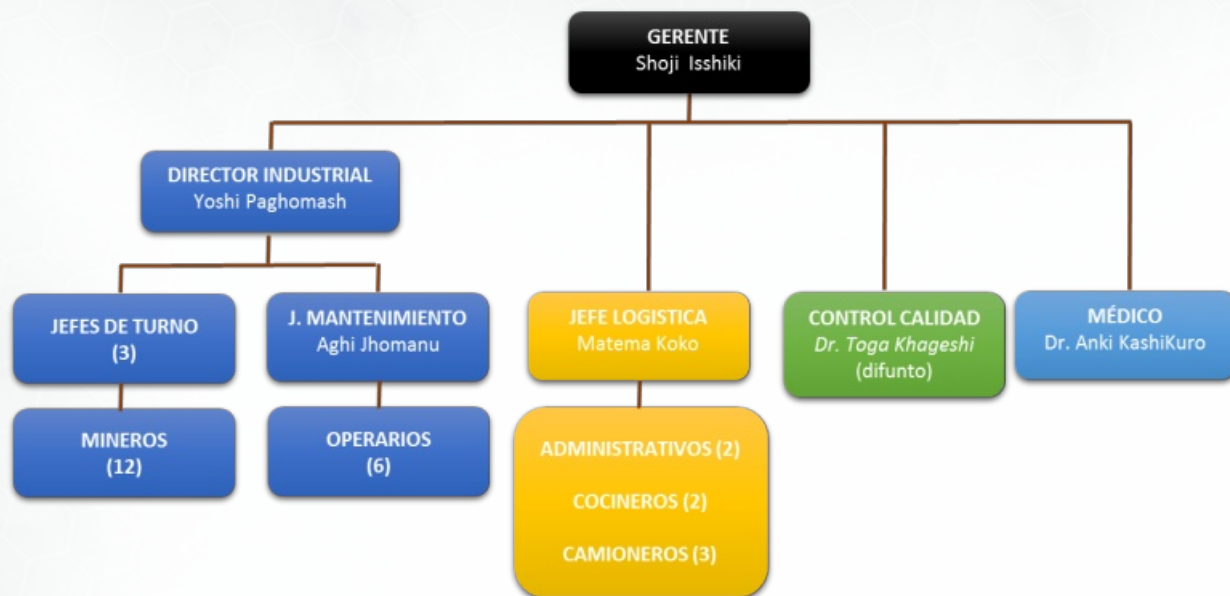 GERENTE
Shoji Isshiki
DIRECTOR INDUSTRIAL
Yoshi Paghomash
JEFES DE TURNO
(3)
J. MANTENIMIENTO
Aghi Jhomanu
JEFE LOGISTICA
Matema Koko
CONTROL CALIDAD
Dr. Toga Khageshi
(difunto)
MÉDICO
Dr. Anki KashiKuro
MINEROS
(12)
OPERARIOS
(6)
ADMINISTRATIVOS (2)
COCINEROS (2)
CAMIONEROS (3)